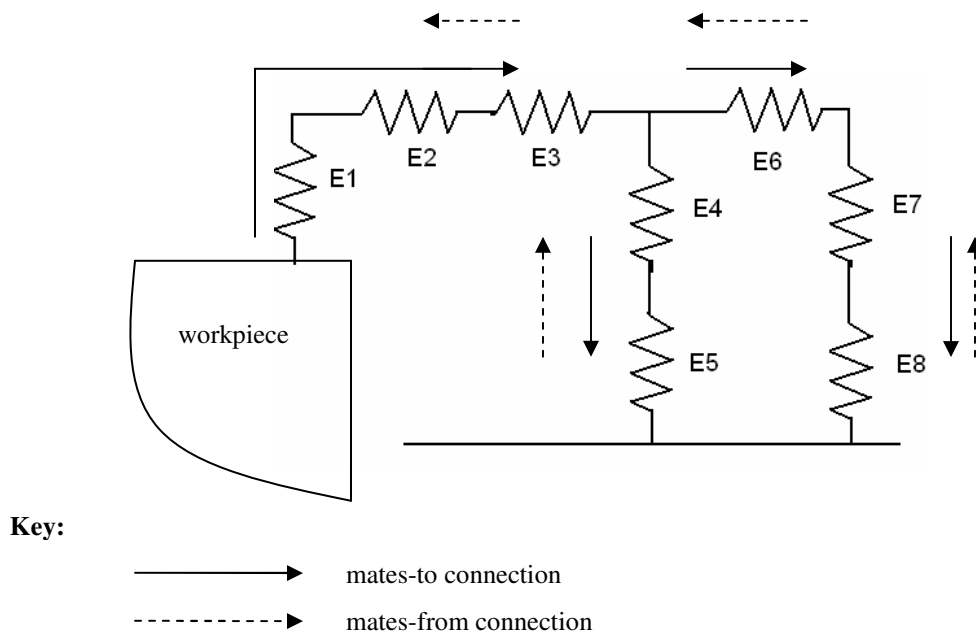 E1
E2
E3
E6
E4
E7
workpiece
E5
E8
Key:
mates-to connection
mates-from connection